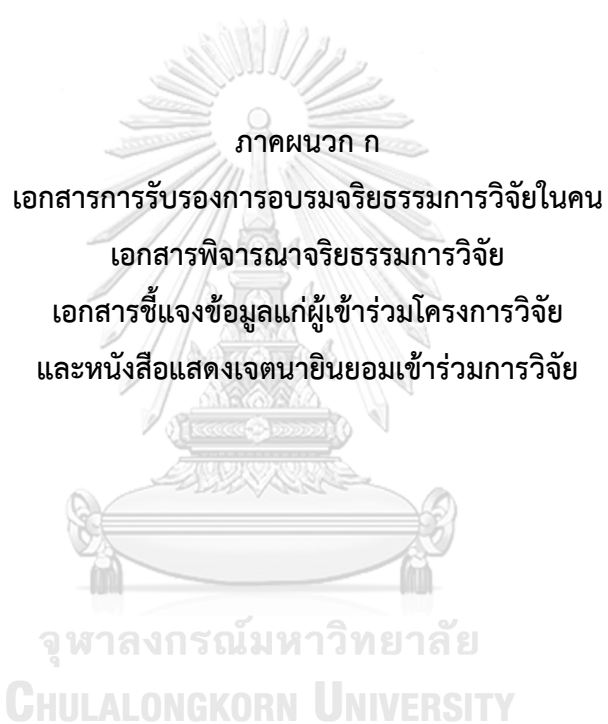 ภาคผนวก ก
เอกสารการรับรองการอบรมจริยธรรมการวิจัยในคน
เอกสารพิจารณาจริยธรรมการวิจัย
เอกสารชี้แจงข้อมูลแก่ผู้เข้าร่วมโครงการวิจัย
และหนังสือแสดงเจตนายินยอมเข้าร่วมการวิจัย
จุฬาลงกรณ์มหาวิทยาลัย
CHULALONGKORN UNIVERSITY